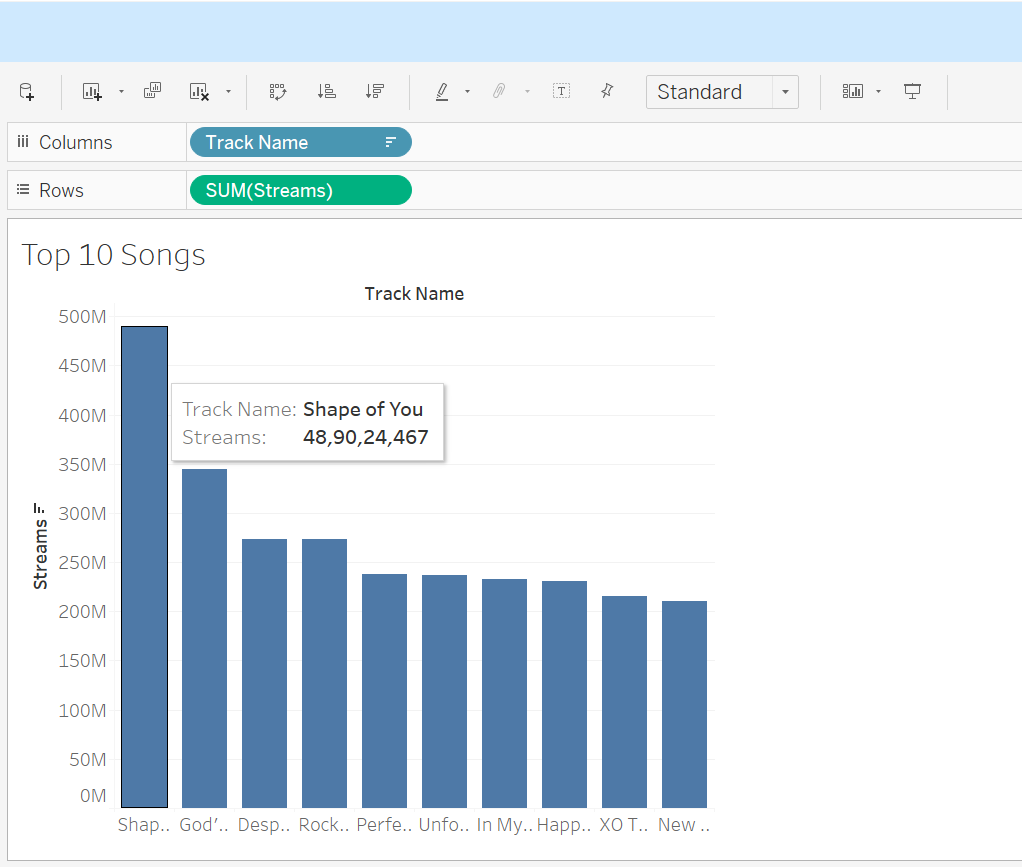 Standard
Columns
Track Name
Rows
SUM(Streams)
Top 10 Songs
Track Name
500M
450M
400M
350M
300M
250M
200M
150M
100M
50M
0M
Streams
Track Name: Shape of You
Streams: 48,90,24,467
Shap.. God'.. Desp.. Rock.. Perfe.. Unfo.. In My.. Happ.. XO T.. New ..